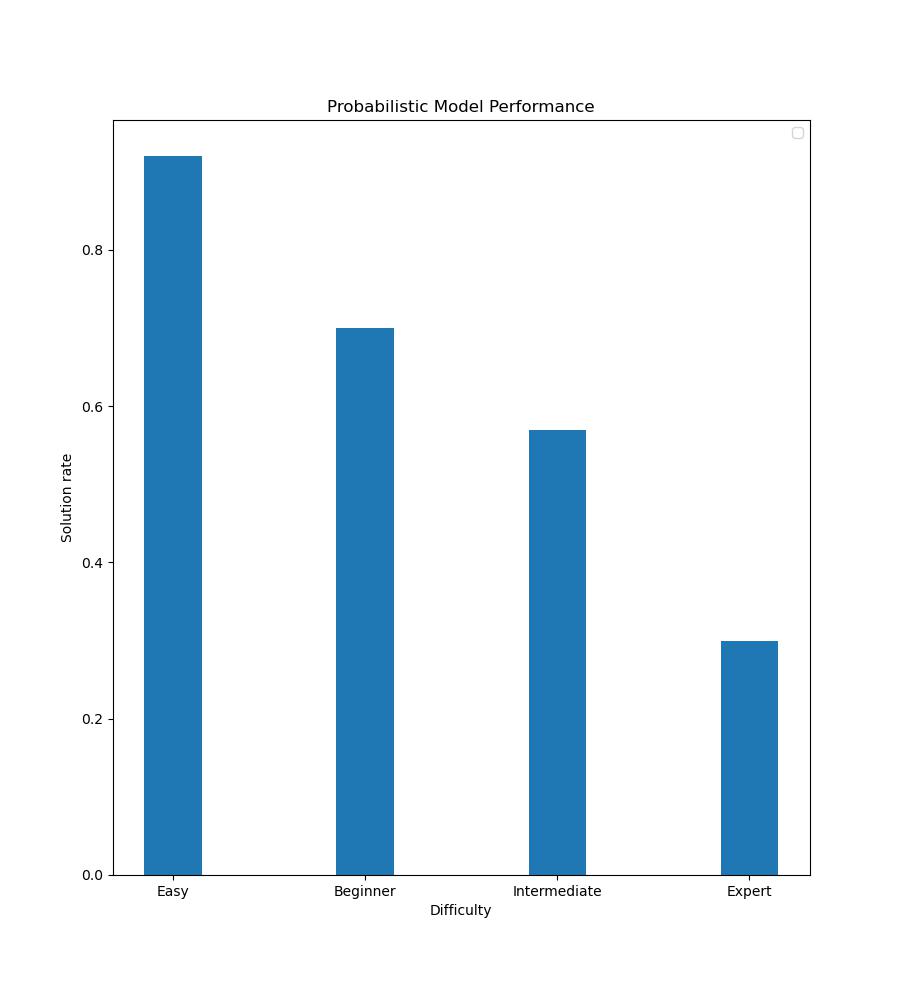 Probabilistic Model Performance
0.8
0.6
0.4
0.2
0.0
Solution rate
Easy Beginner Intermediate Expert
Difficulty